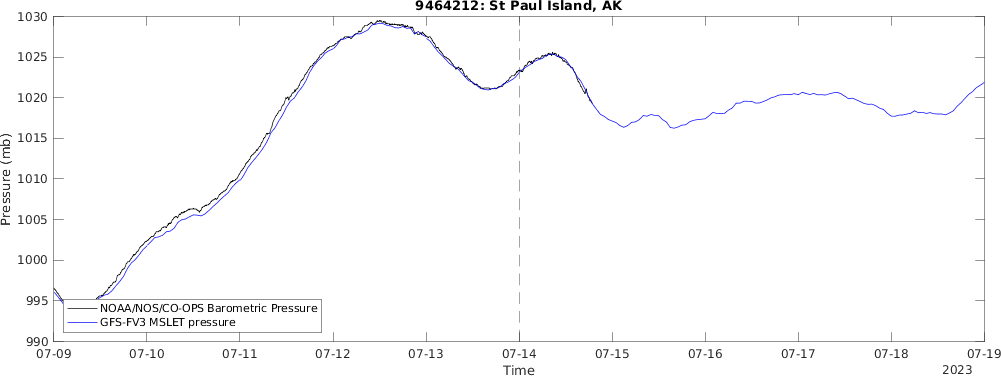 9464212: St Paul Island, AK
Pressure (mb)
1030
1025
1020
1015
1010
1005
1000
995
990
NOAA/NOS/CO-OPS Barometric Pressure
GFS-FV3 MSLET pressure
07-09 07-10 07-11 07-12 07-13 07-14 07-15 07-16 07-17 07-18 07-19
Time
2023